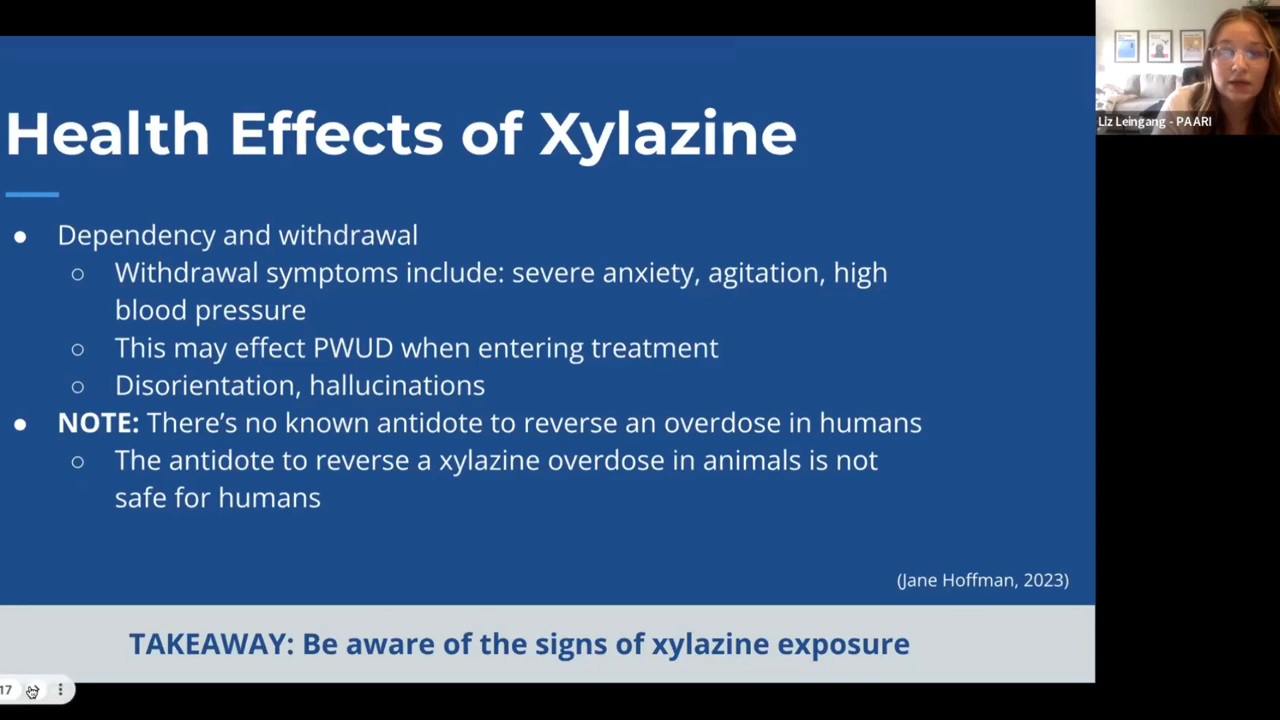 Health Effects of Xylazine
● Dependency and withdrawal
○ Withdrawal symptoms include: severe anxiety, agitation, high
blood pressure
○ This may effect PWUD when entering treatment
○ Disorientation, hallucinations
● NOTE: There's no known antidote to reverse an overdose in humans
○ The antidote to reverse a xylazine overdose in animals is not
safe for humans
(Jane Hoffman, 2023)
TAKEAWAY: Be aware of the signs of xylazine exposure
17
Liz Leingang - PAARI